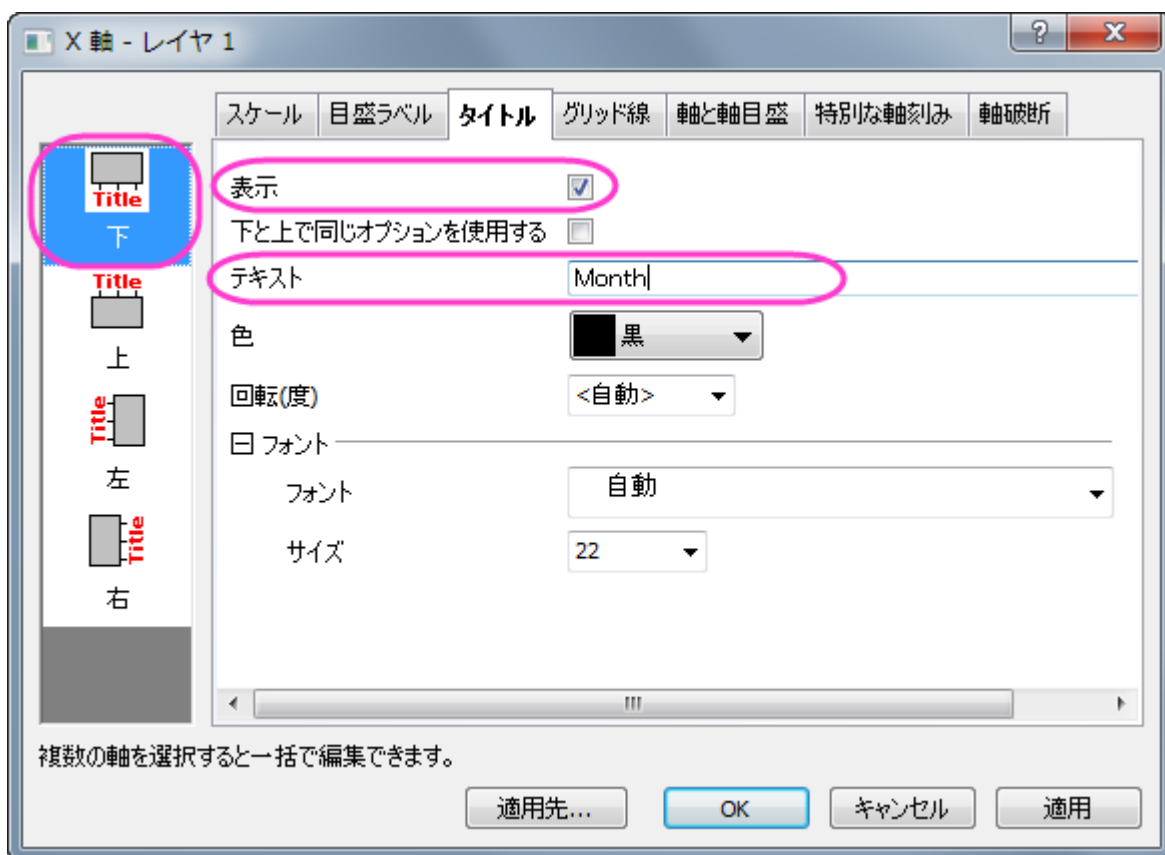 X 軸 - レイヤ 1
スケール 目盛ラベル タイトル グリッド線 軸と軸目盛 特別な軸刻み 軸破断
Title
下
Title
上
Title
左
Title
右
表示
下と上で同じオプションを使用する
テキスト Month
色 黒
回転(度) <自動>
フォント
フォント 自動
サイズ 22
複数の軸を選択すると一括で編集できます。
適用先... OK キャンセル 適用